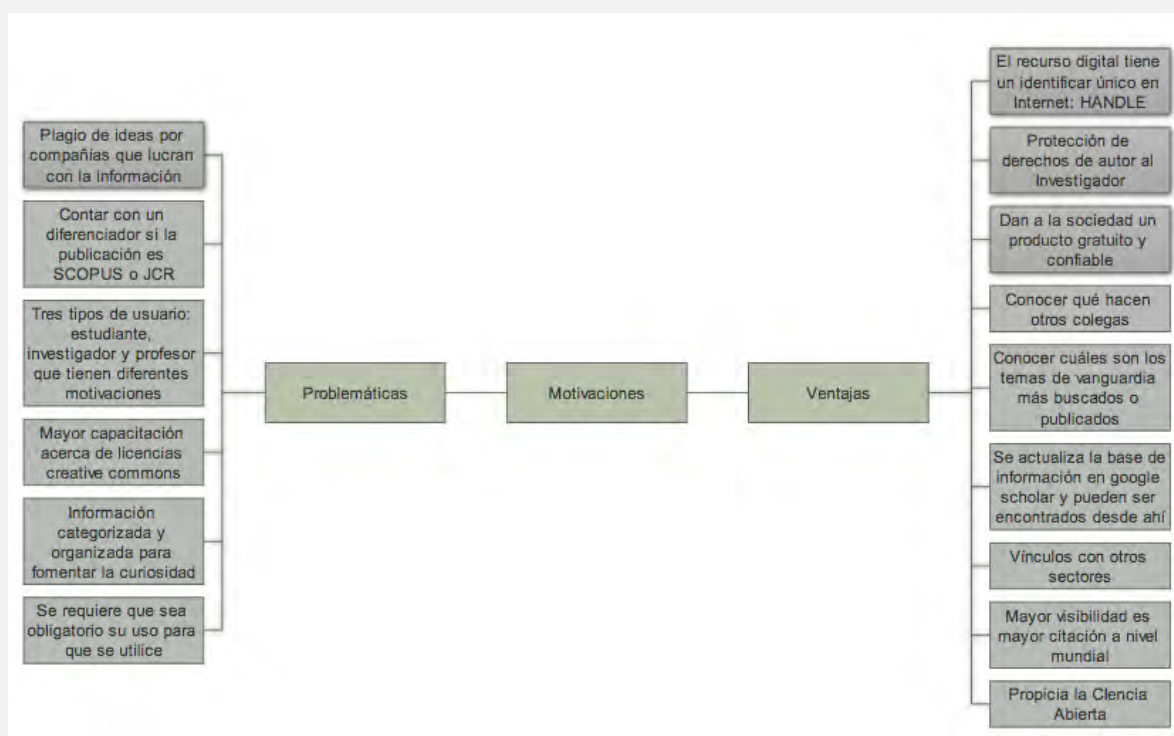 Plagio de ideas por
compañías que lucran
con la Información
Contar con un
diferenciador si la
publicación es
SCOPUS o JCR
Tres tipos de usuario:
estudiante,
investigador y profesor
que tienen diferentes
motivaciones
Mayor capacitación
acerca de licencias
creative commons
Información
categorizada y
organizada para
fomentar la curiosidad
Se requiere que sea
obligatorio su uso para
que se utilice
Problemáticas
Motivaciones
Ventajas
El recurso digital tiene
un identificar único en
Internet: HANDLE
Protección de
derechos de autor al
Investigador
Dan a la sociedad un
producto gratuito y
confiable
Conocer qué hacen
otros colegas
Conocer cuáles son los
temas de vanguardia
más buscados o
publicados
Se actualiza la base de
información en google
scholar y pueden ser
encontrados desde ahí
Vínculos con otros
sectores
Mayor visibilidad es
mayor citación a nivel
mundial
Propicia la CIencia
Abierta